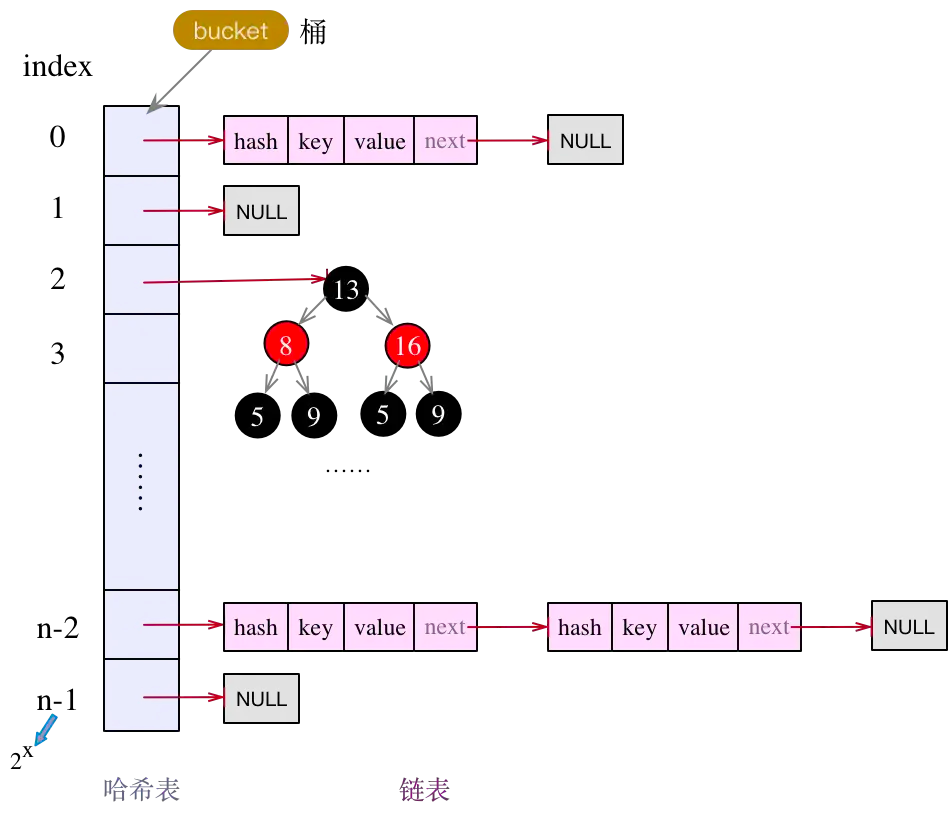 bucket 桶
index
0 hash key value next NULL
1 NULL
2 13
8 16
3
5 9 5 9
......
......
n-2 hash key value next hash key value next NULL
n-1 NULL
2^x
哈希表 链表